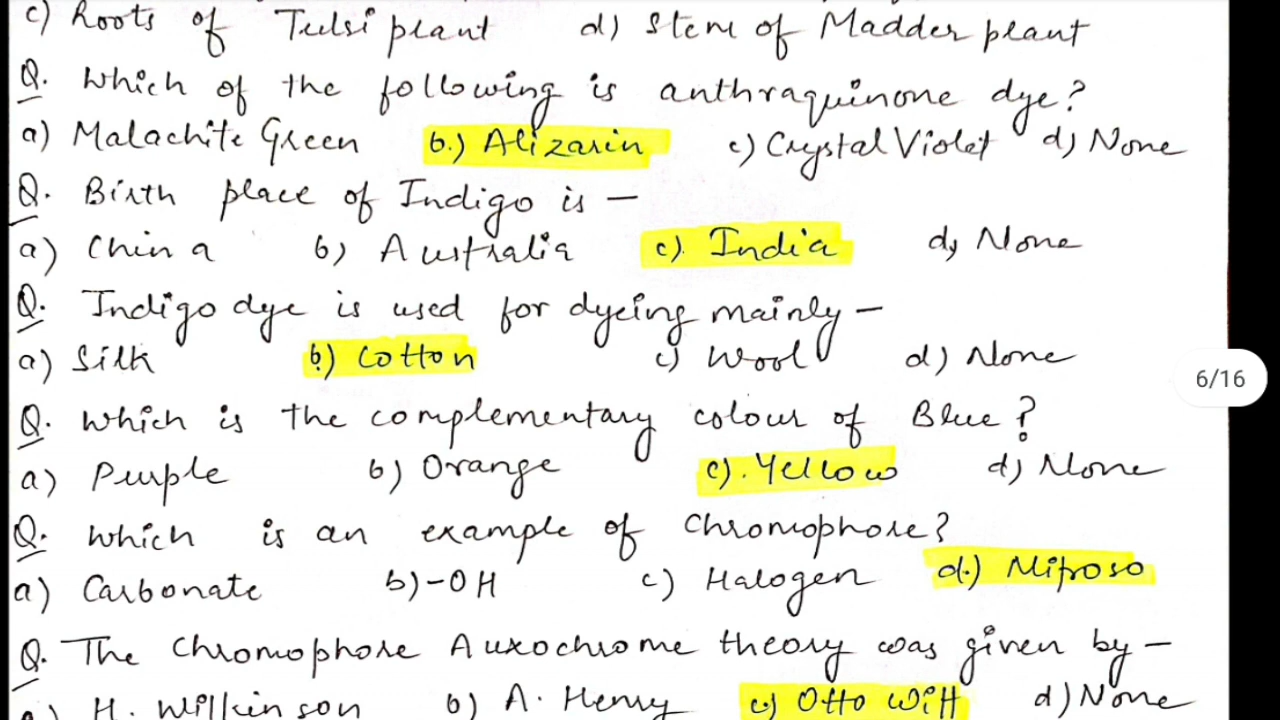 c) Roots of Tulsi plant d) Stem of Madder plant
Q. Which of the following is anthraquinone dye?
a) Malachite Green b.) Alizarin c) Crystal Violet d) None
Q. Birth place of Indigo is –
a) China b) Australia c). India d) None
Q. Indigo dye is used for dyeing mainly –
a) Silk b) Cotton c) Wool d) None
6/16
Q. Which is the complementary colour of Blue?
a) Purple b) Orange c). Yellow d) None
Q. Which is an example of Chromophore?
a) Carbonate b) -OH c) Halogen d.) Nitroso
Q. The Chromophore Auxochrome theory was given by –
a) H. Wilkinson b) A. Henry c) Otto Witt d) None